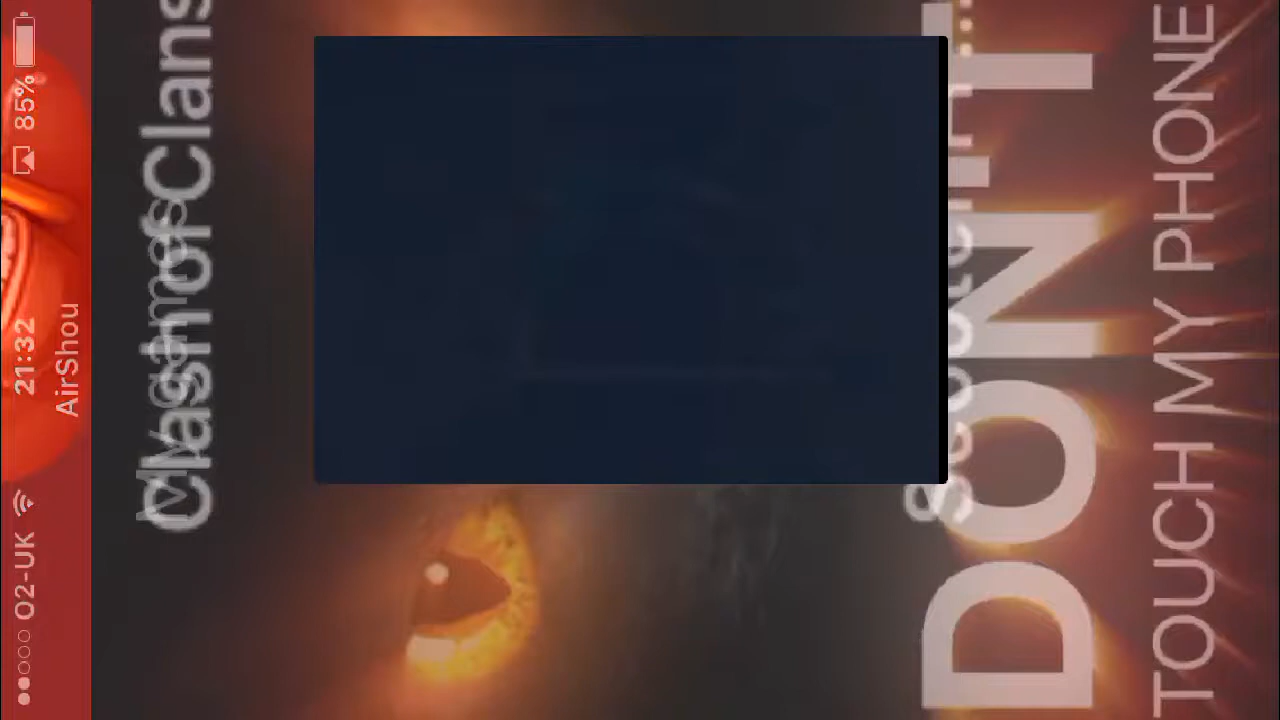 O2-UK 21:32 85%
AirShou
Clash of Clans
DON'T
TOUCH MY PHONE